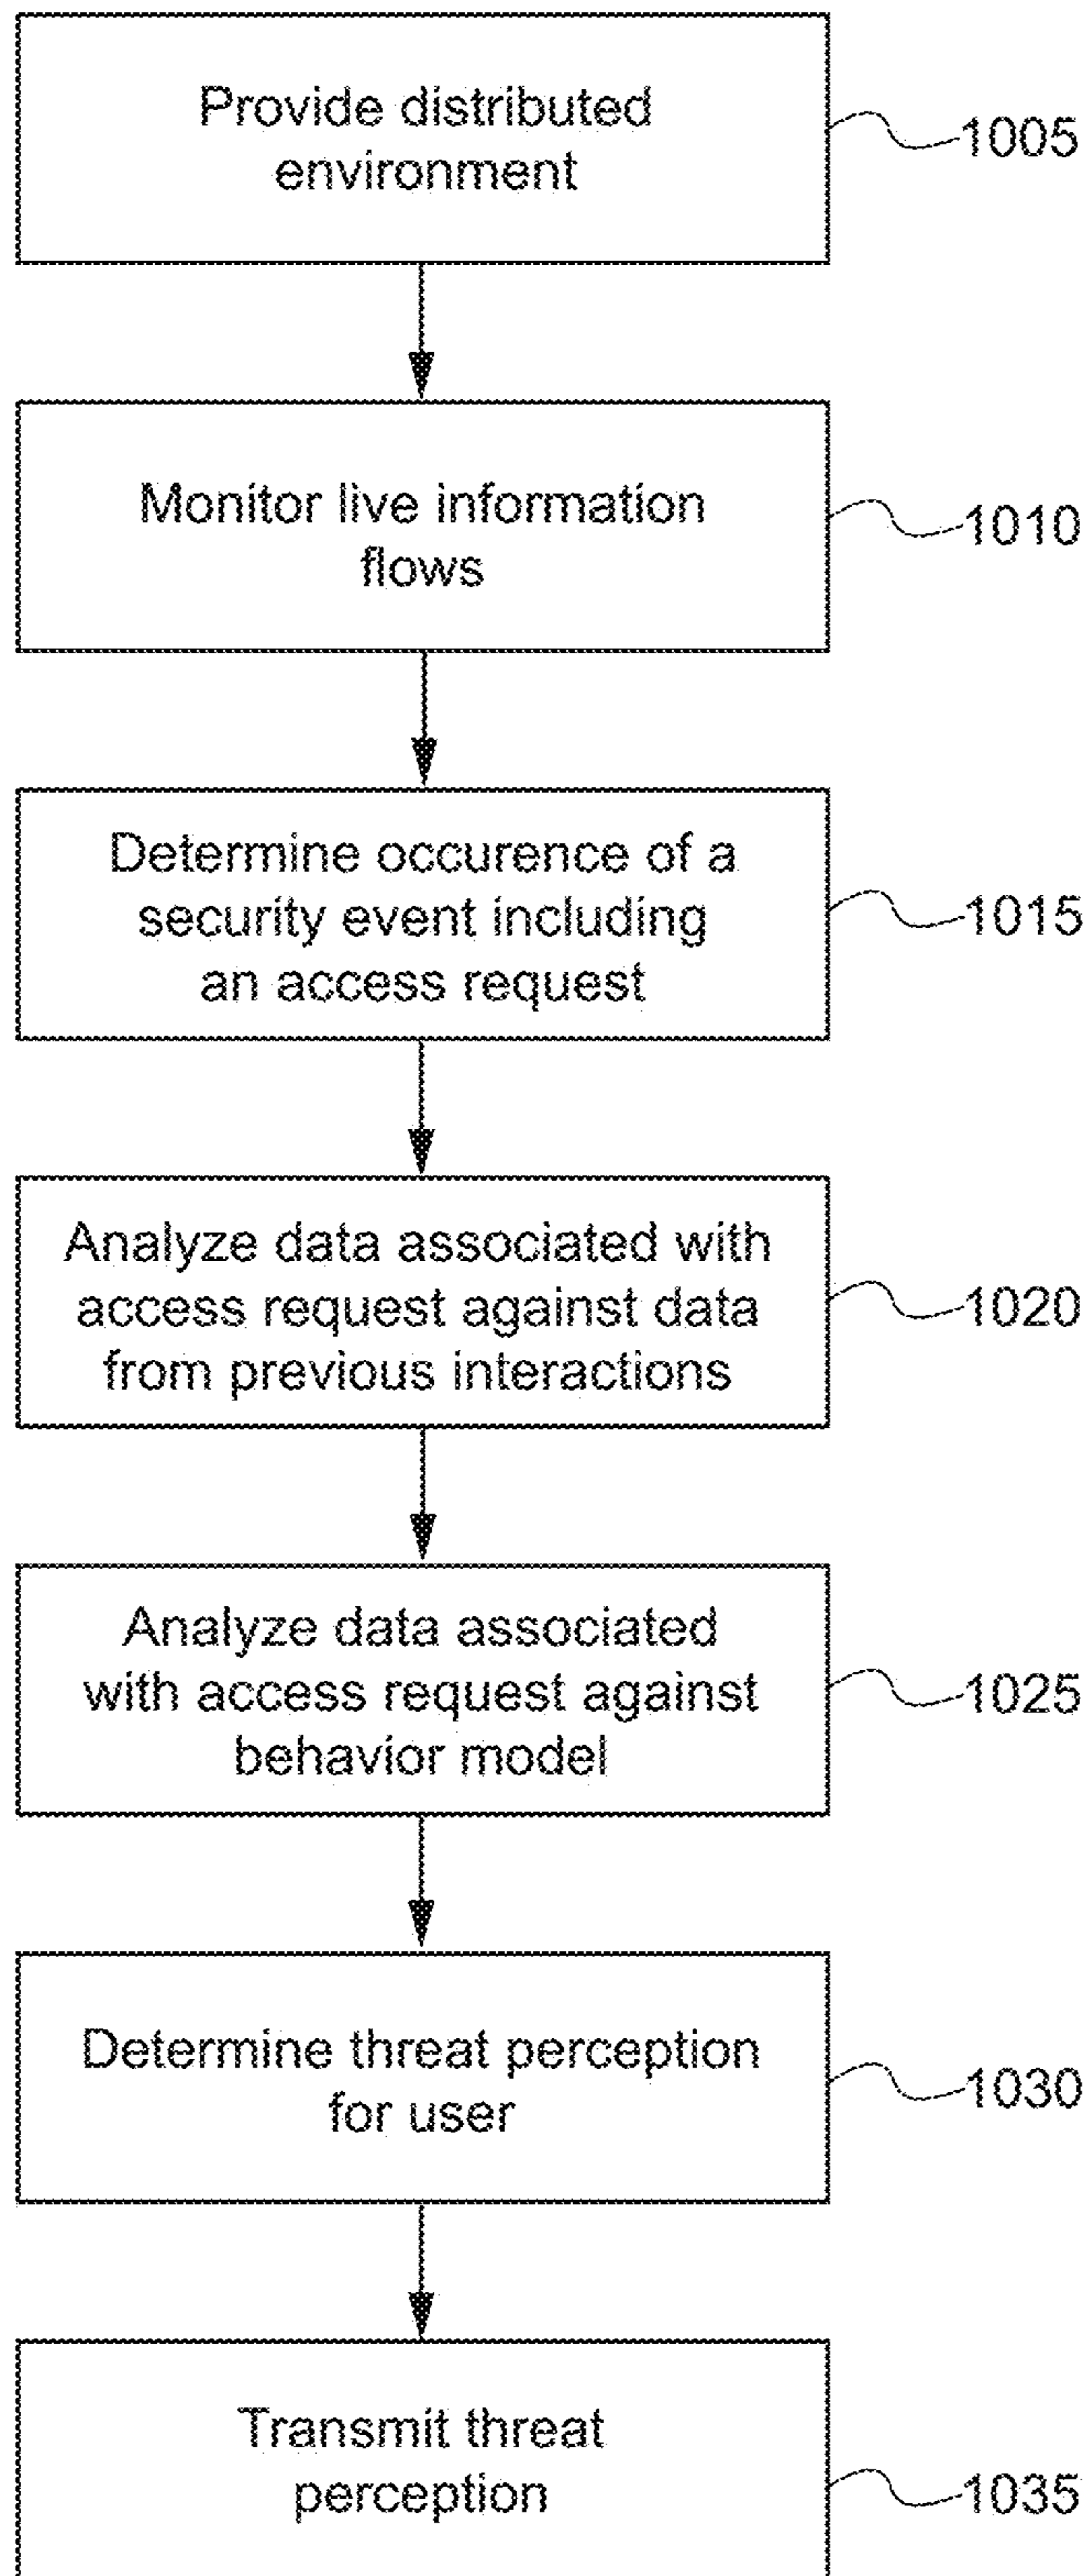 Provide distributed
environment
1005
Monitor live information
flows
1010
Determine occurence of a
security event including
an access request
1015
Analyze data associated with
access request against data
from previous interactions
1020
Analyze data associated
with access request against
behavior model
1025
Determine threat perception
for user
1030
Transmit threat
perception
1035